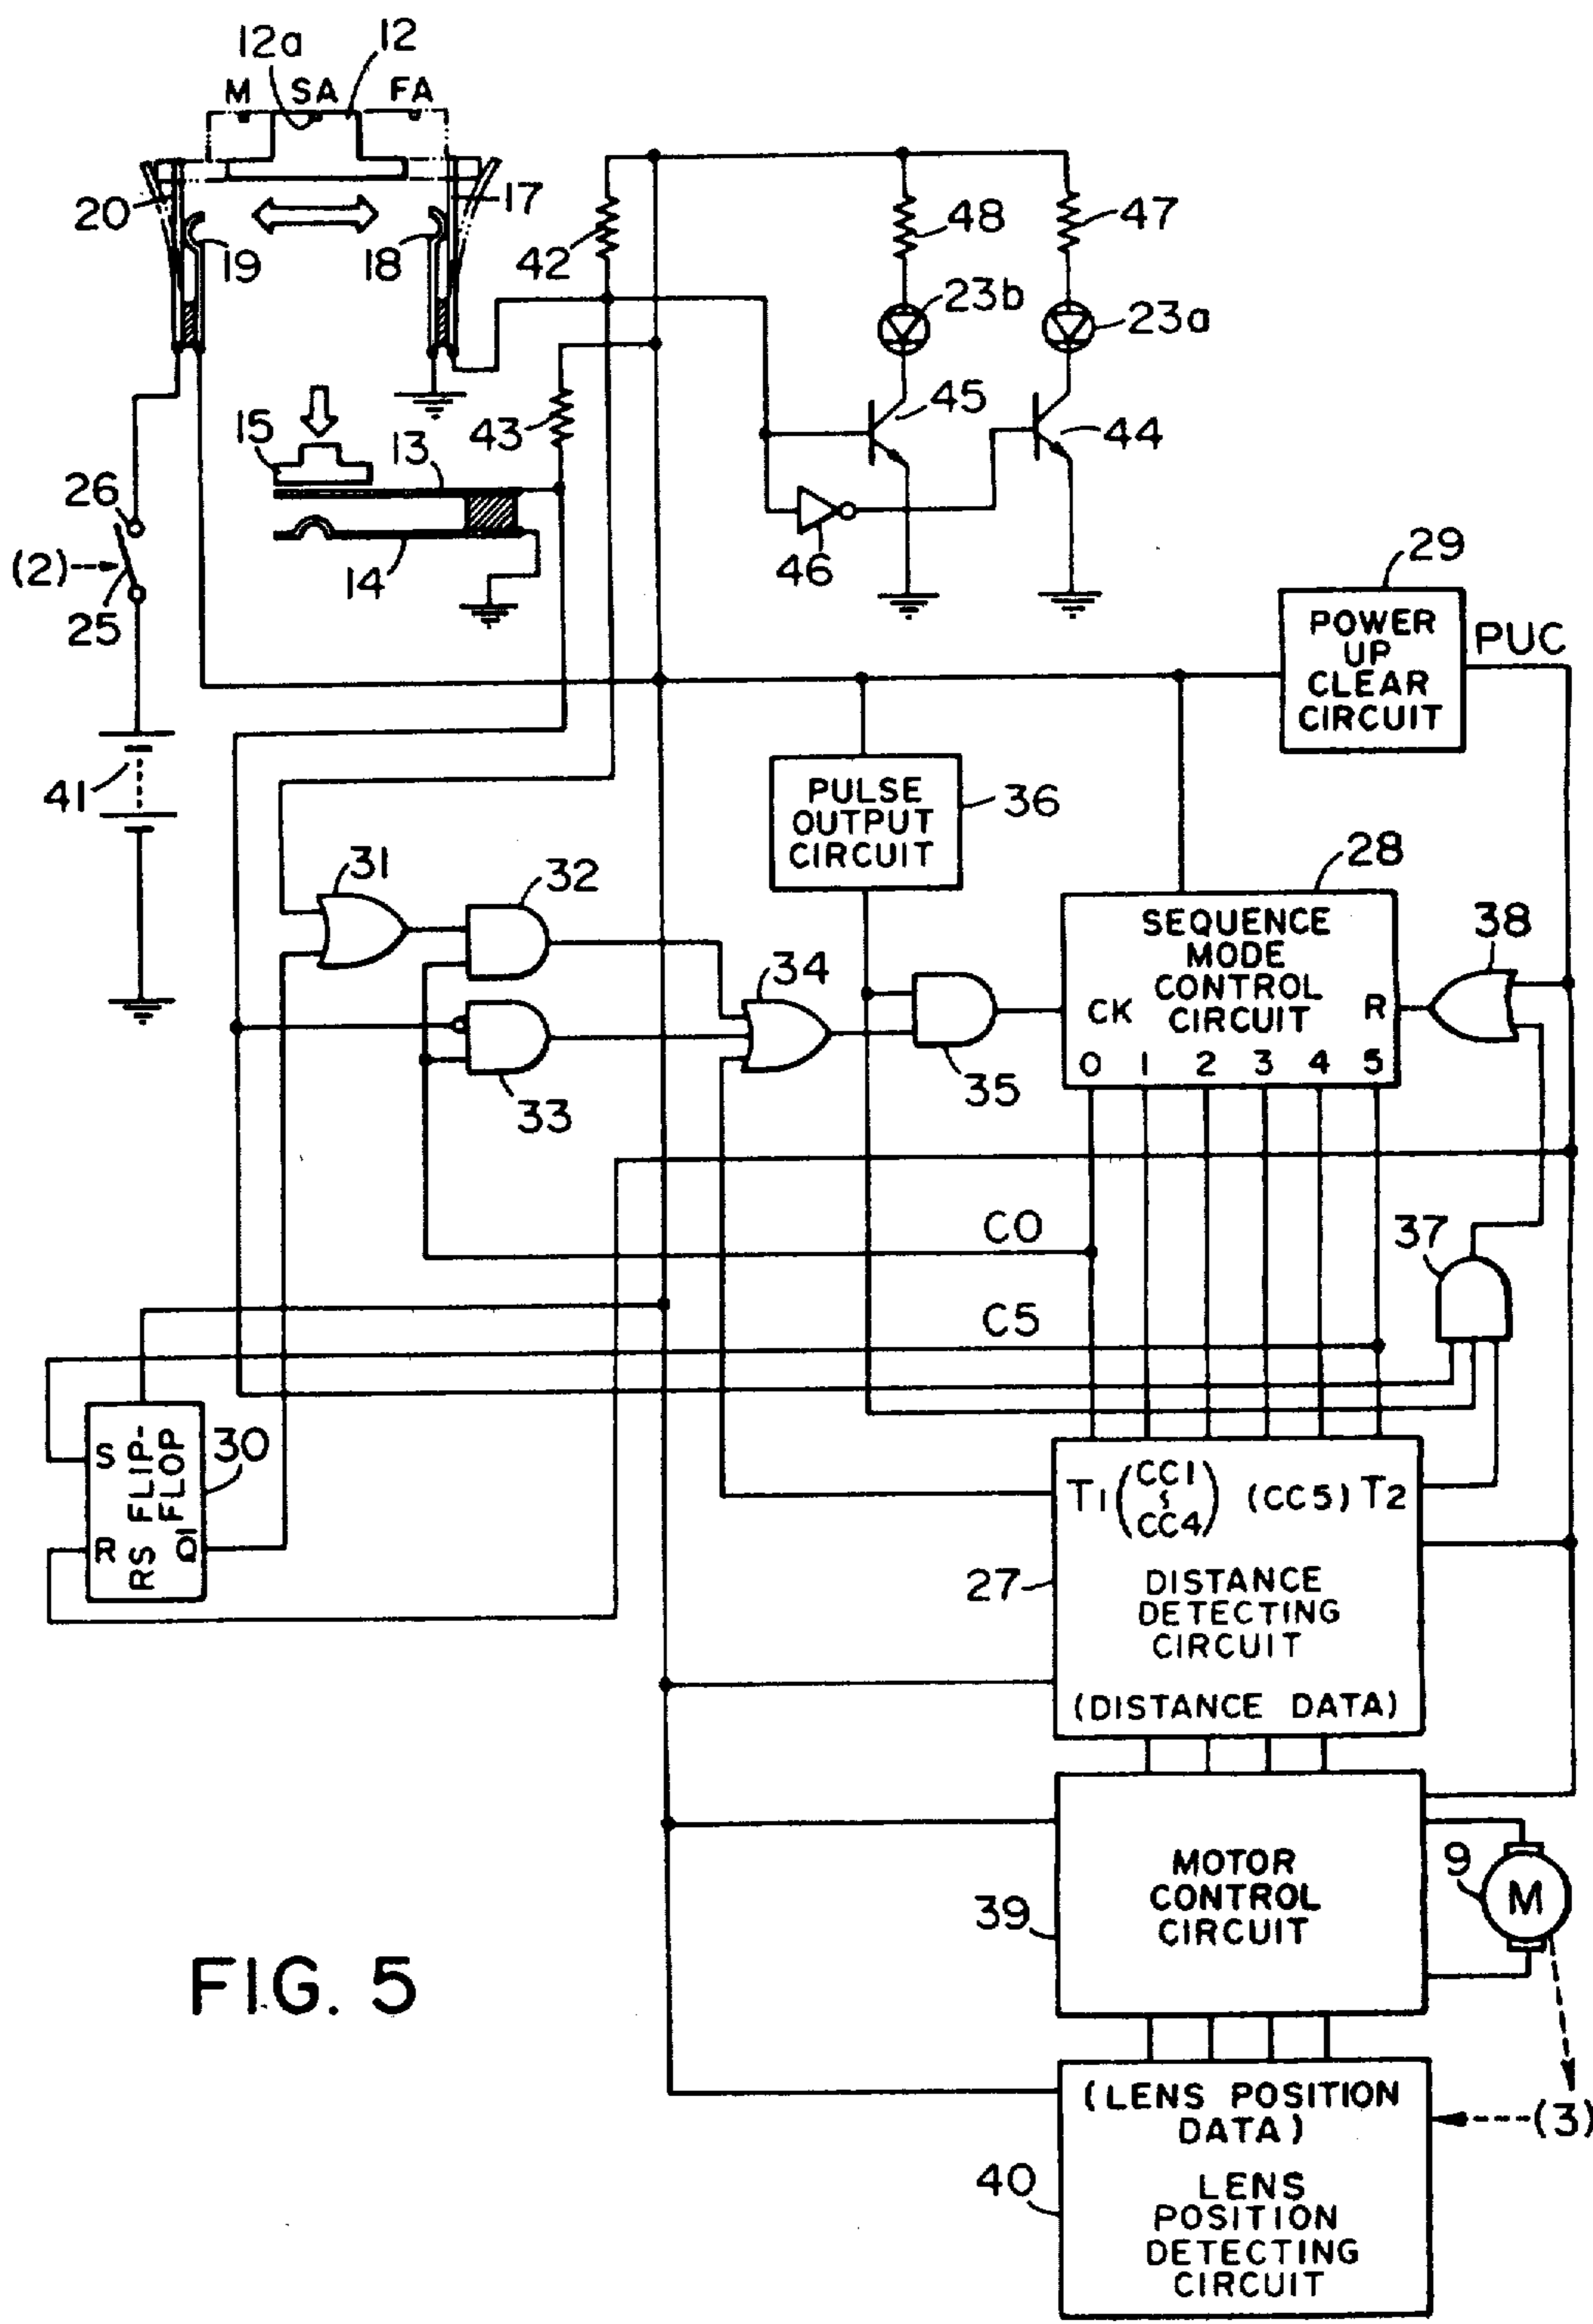 12a 12
M SA FA
20 17
19 18 42 48 47
23b 23a
15 13 43 45 44
26
(2) 14 46
25
29
POWER
UP
CLEAR
CIRCUIT
PUC
41
PULSE
OUTPUT
CIRCUIT
36
31 32 28
SEQUENCE
MODE
CONTROL
CIRCUIT
38
34
CK R
0 1 2 3 4 5
33 35
C0 37
C5
S
R
RS FLIP-
FLOP
Q̅
30
T1 (CC1
~
CC4)
(CC5) T2
27
DISTANCE
DETECTING
CIRCUIT
(DISTANCE DATA)
MOTOR
CONTROL
CIRCUIT
9
M
39
FIG. 5
(LENS POSITION
DATA)
(3)
40
LENS
POSITION
DETECTING
CIRCUIT